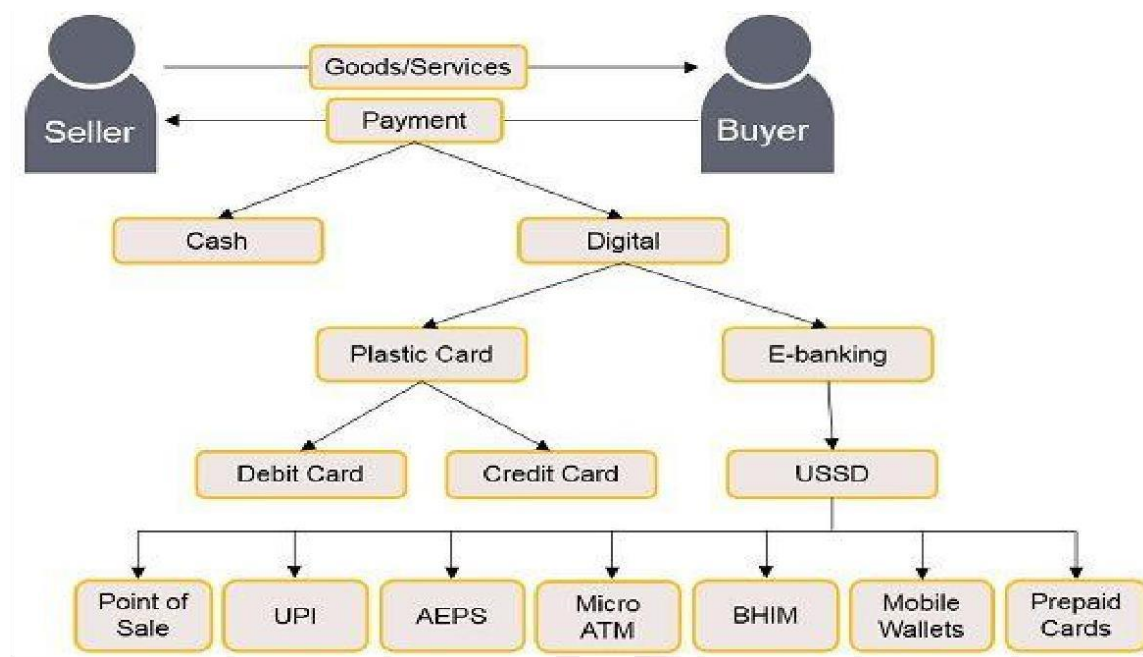 Goods/Services
Seller
Payment
Buyer
Cash
Digital
Plastic Card
E-banking
Debit Card
Credit Card
USSD
Point of
Sale
UPI
AEPS
Micro
ATM
BHIM
Mobile
Wallets
Prepaid
Cards